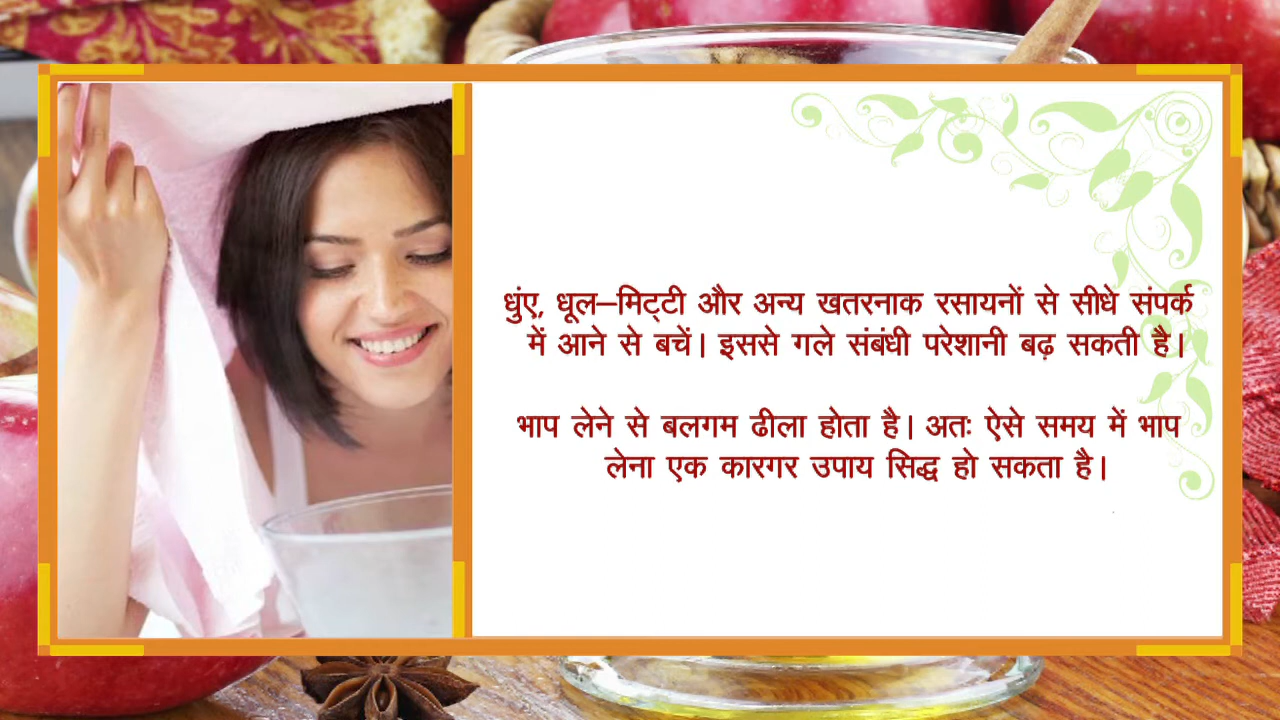 धुंए, धूल–मिट्टी और अन्य खतरनाक रसायनों से सीधे संपर्क
में आने से बचें। इससे गले संबंधी परेशानी बढ़ सकती है।
भाप लेने से बलगम ढीला होता है। अतः ऐसे समय में भाप
लेना एक कारगर उपाय सिद्ध हो सकता है।